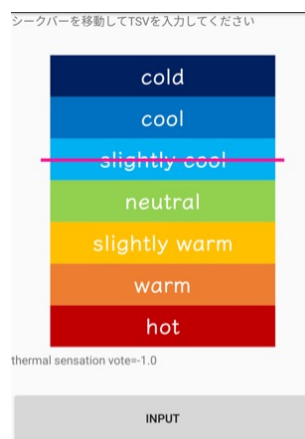 シークバーを移動してTSVを入力してください
cold
cool
slightly cool
neutral
slightly warm
warm
hot
thermal sensation vote=-1.0
INPUT